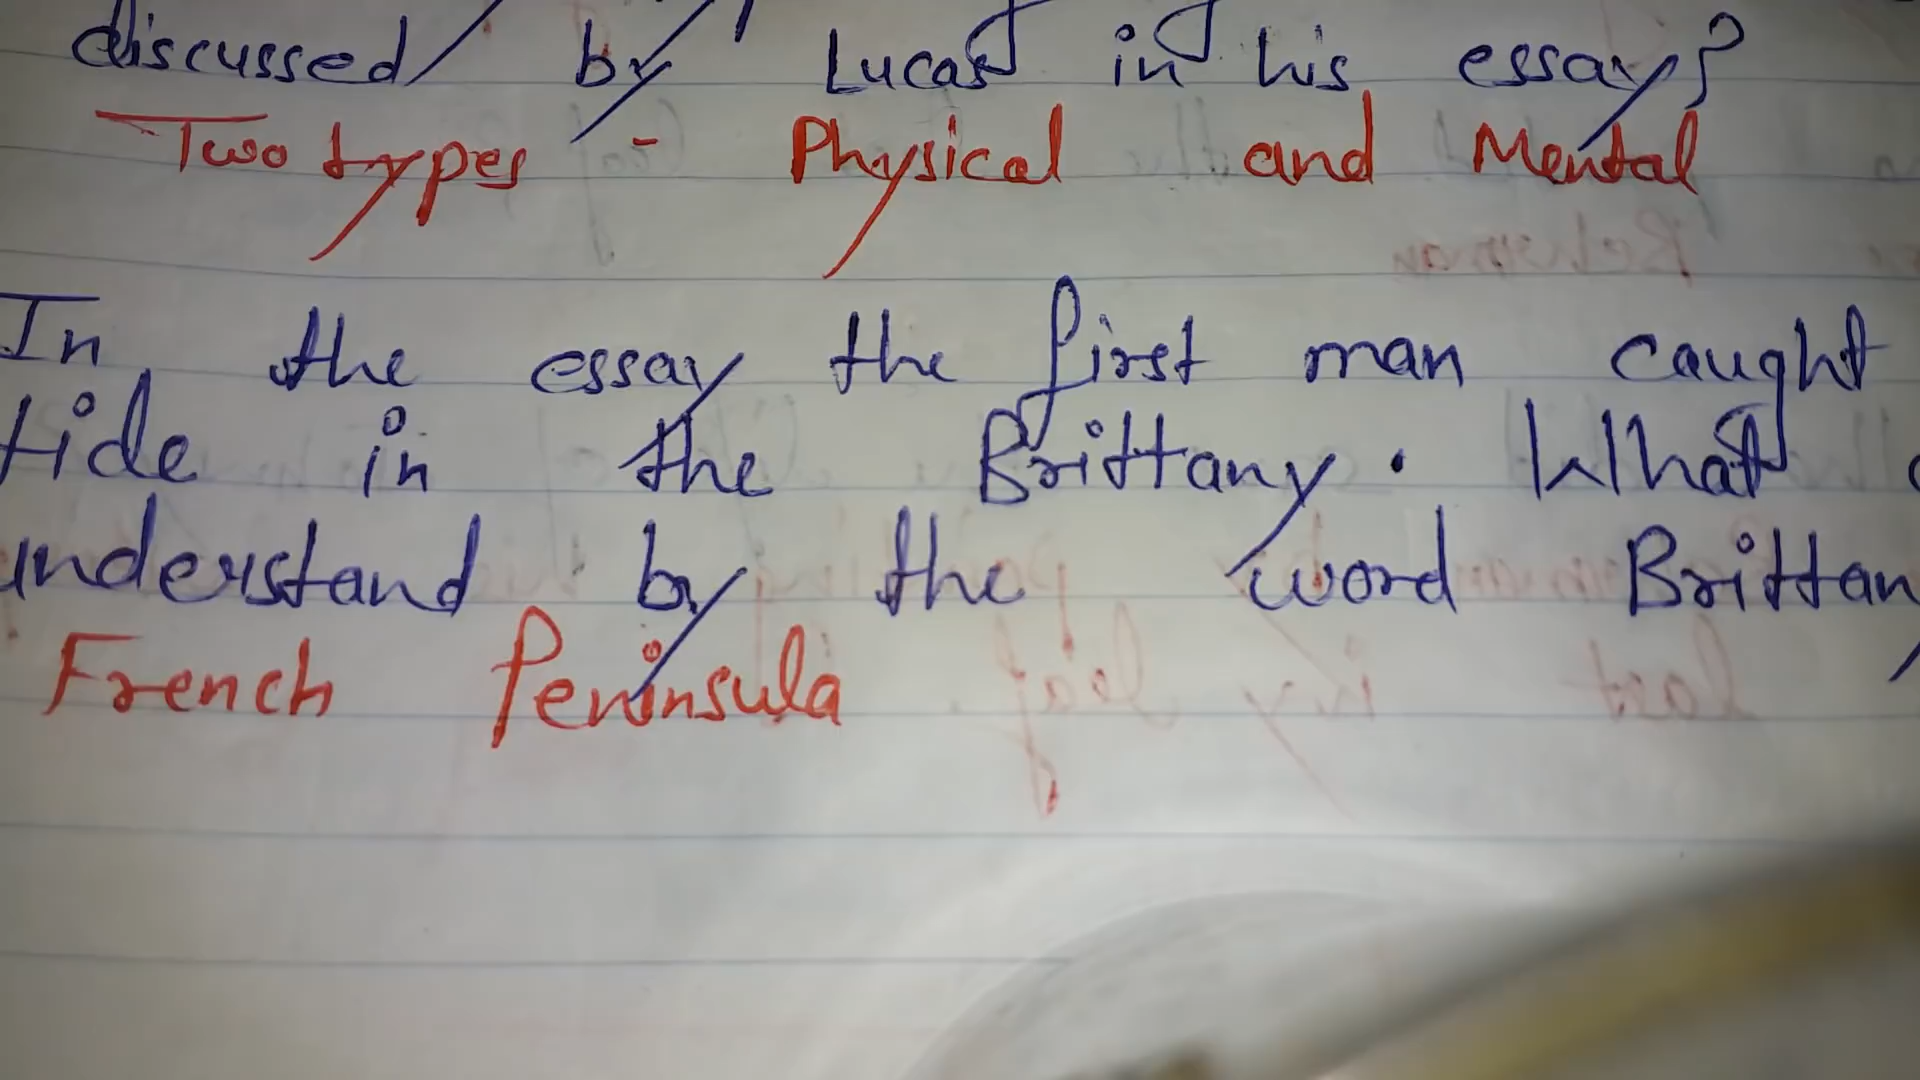 discussed by Lucas in his essay?
Two types - Physical and Mental
In the essay the first man caught
tide in the Brittany. What
understand by the word Brittan
French Peninsula